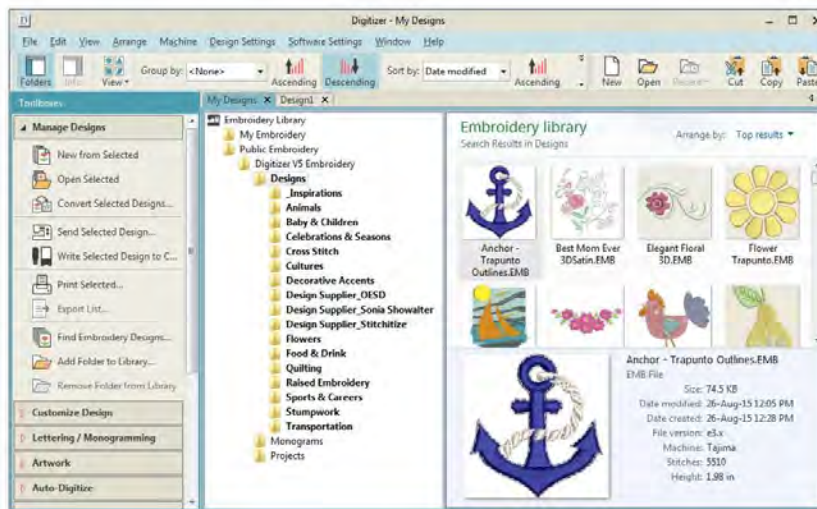 Digitizer - My Designs
File Edit View Arrange Machine Design Settings Software Settings Window Help
Folders View Group by: <None> Ascending Descending Sort by: Date modified Ascending New Open Cut Copy Paste
Toolboxes
My Designs Design1
Manage Designs
New from Selected
Open Selected
Convert Selected Designs...
Send Selected Design...
Write Selected Design to C...
Print Selected...
Export List...
Find Embroidery Designs...
Add Folder to Library...
Remove Folder from Library
Customize Design
Lettering / Monogramming
Artwork
Auto-Digitize
Embroidery Library
My Embroidery
Public Embroidery
Digitizer V5 Embroidery
Designs
_Inspirations
Animals
Baby & Children
Celebrations & Seasons
Cross Stitch
Cultures
Decorative Accents
Design Supplier_OESD
Design Supplier_Sonia Showalter
Design Supplier_Stitchitize
Flowers
Food & Drink
Quilting
Raised Embroidery
Sports & Careers
Stumpwork
Transportation
Monograms
Projects
Embroidery library
Search Results in Designs
Arrange by: Top results
Anchor -
Trapunto
Outlines.EMB
Best Mom Ever
3DSatin.EMB
Elegant Floral
3D.EMB
Flower
Trapunto.EMB
Anchor - Trapunto Outlines.EMB
EMB File
Size: 74.5 KB
Date modified: 26-Aug-15 12:05 PM
Date created: 26-Aug-15 12:28 PM
File version: e3.x
Machine: Tajima
Stitches: 5510
Height: 1.98 in